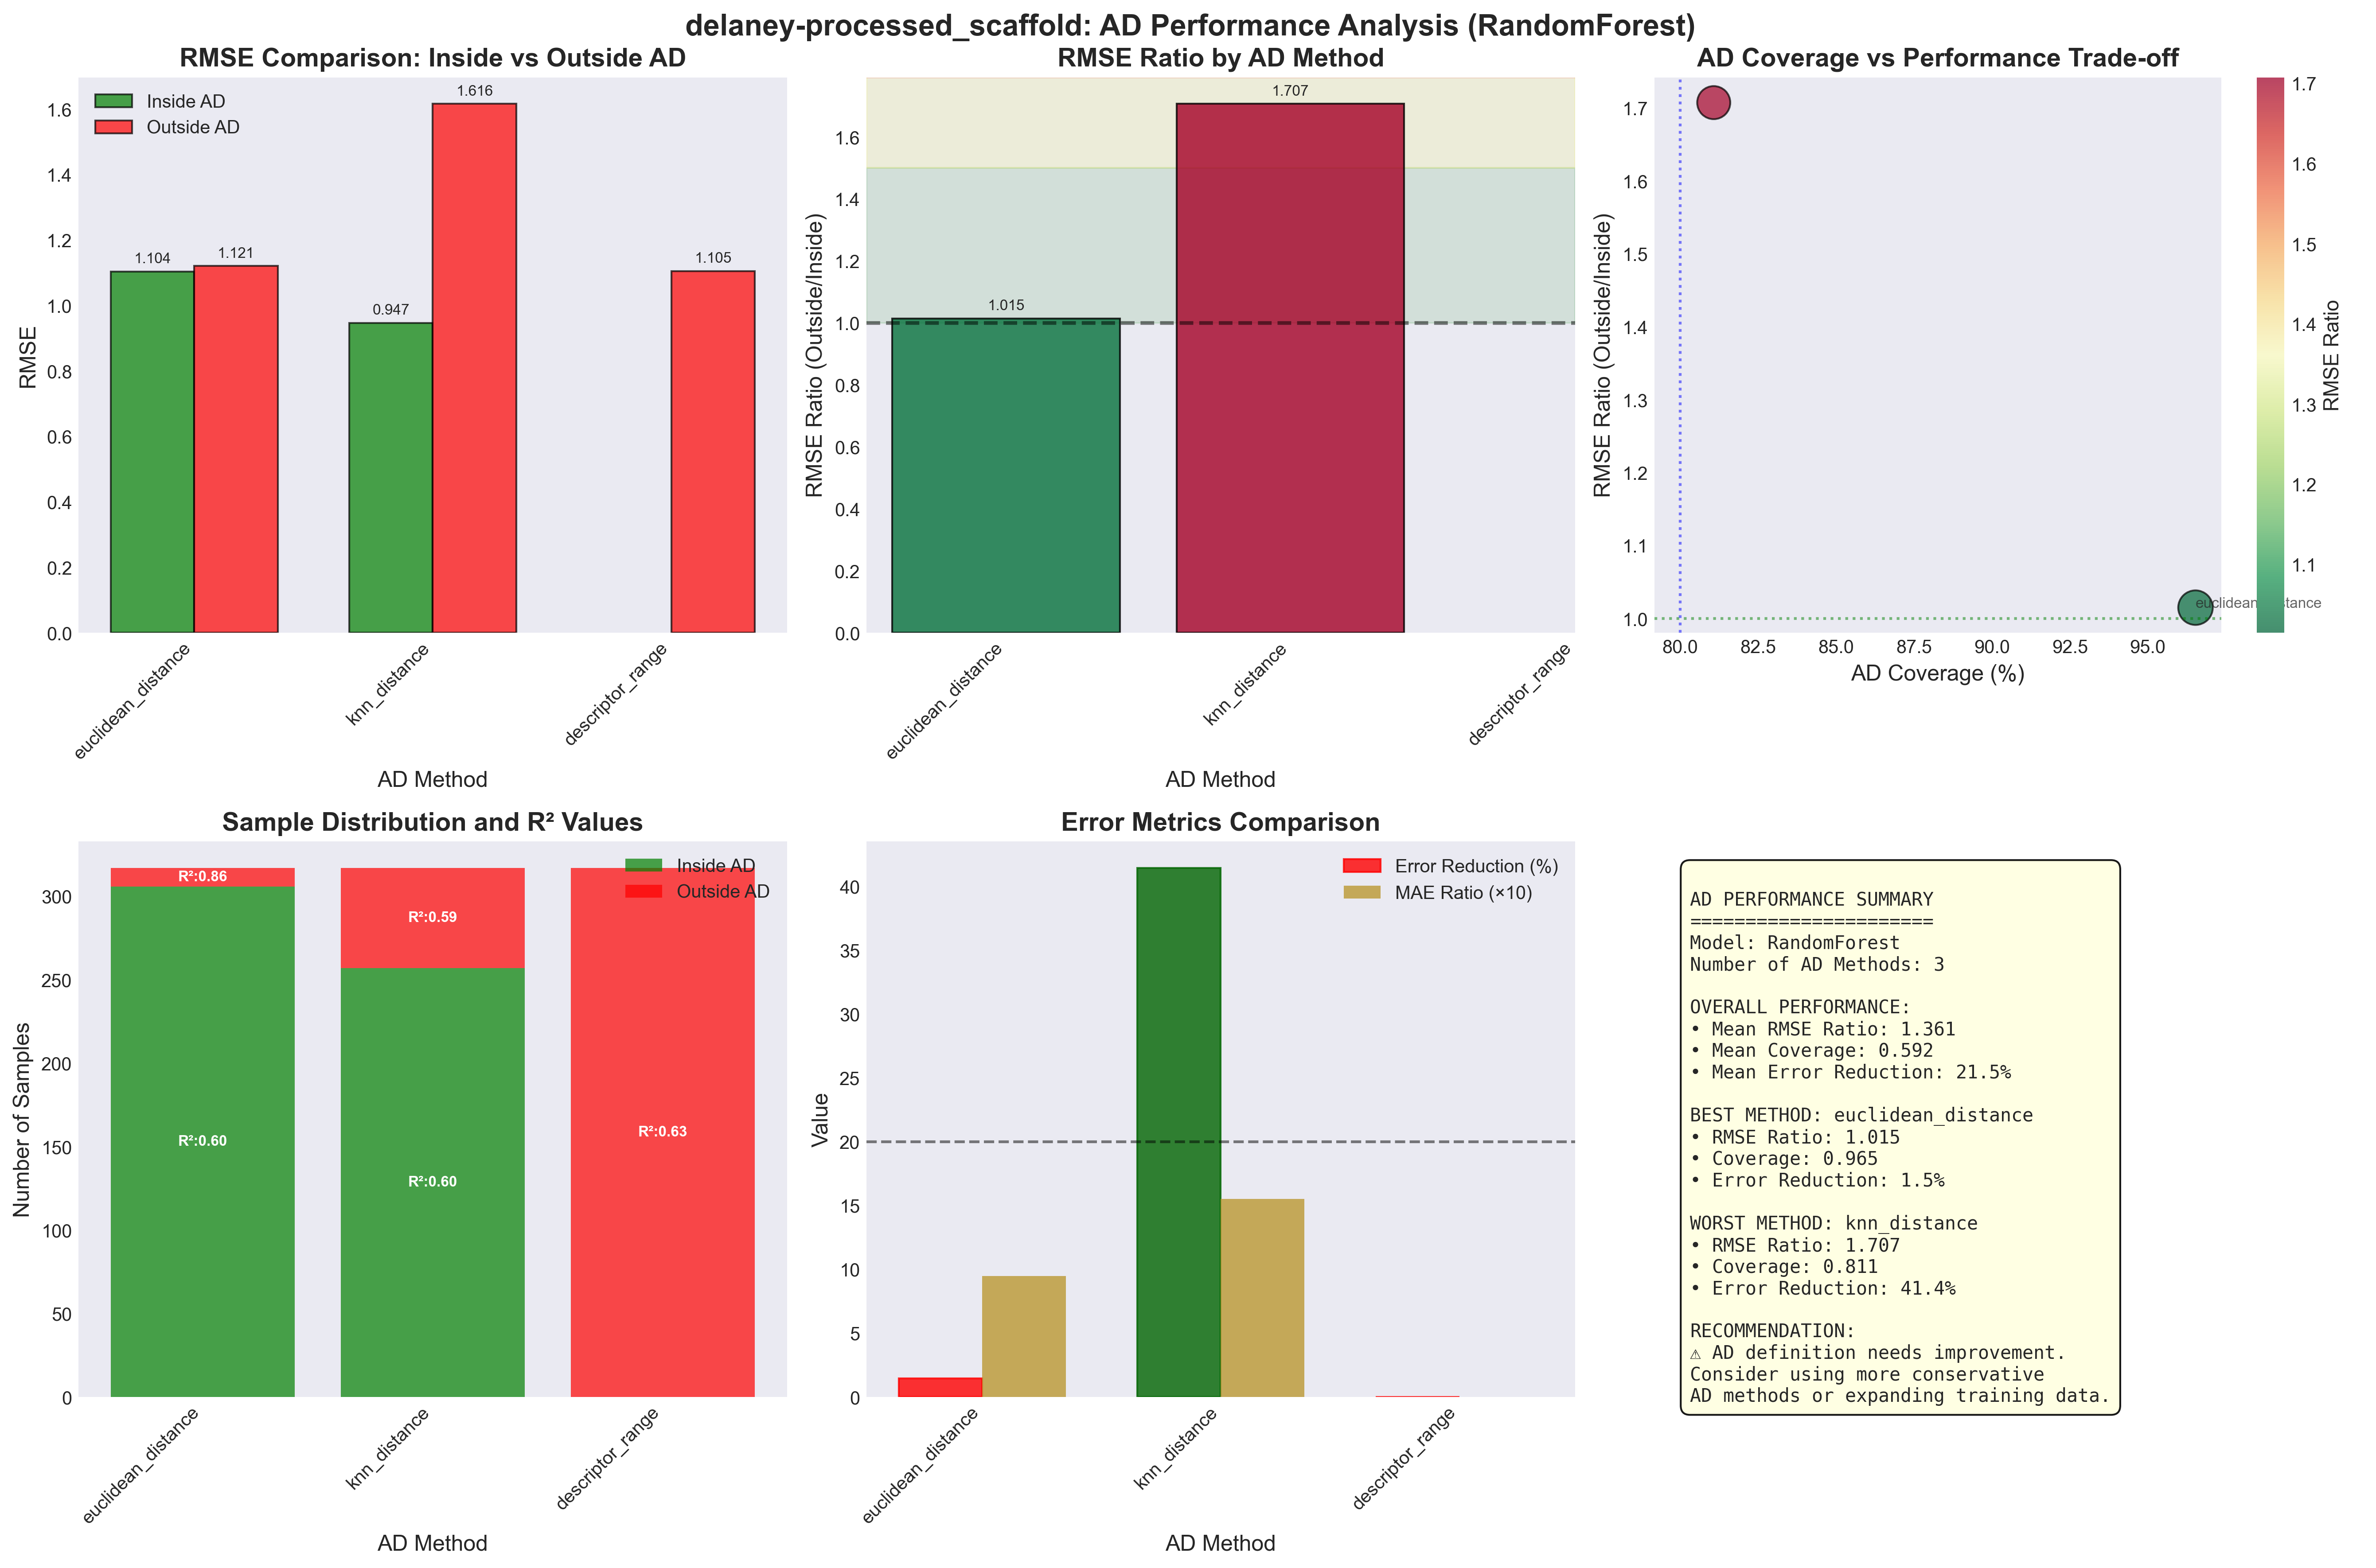 delaney-processed_scaffold: AD Performance Analysis (RandomForest)
RMSE Comparison: Inside vs Outside AD
Inside AD
Outside AD
RMSE
1.6
1.4
1.2
1.0
0.8
0.6
0.4
0.2
0.0
1.104
1.121
0.947
1.616
1.105
euclidean_distance
knn_distance
descriptor_range
AD Method
RMSE Ratio by AD Method
RMSE Ratio (Outside/Inside)
1.6
1.4
1.2
1.0
0.8
0.6
0.4
0.2
0.0
1.015
1.707
euclidean_distance
knn_distance
descriptor_range
AD Method
AD Coverage vs Performance Trade-off
RMSE Ratio (Outside/Inside)
1.7
1.6
1.5
1.4
1.3
1.2
1.1
1.0
80.0
82.5
85.0
87.5
90.0
92.5
95.0
AD Coverage (%)
1.7
1.6
1.5
1.4
1.3
1.2
1.1
RMSE Ratio
Sample Distribution and R² Values
Inside AD
Outside AD
Number of Samples
300
250
200
150
100
50
0
R²:0.86
R²:0.60
R²:0.59
R²:0.60
R²:0.63
euclidean_distance
knn_distance
descriptor_range
AD Method
Error Metrics Comparison
Error Reduction (%)
MAE Ratio (×10)
Value
40
35
30
25
20
15
10
5
0
euclidean_distance
knn_distance
descriptor_range
AD Method
AD PERFORMANCE SUMMARY
======================
Model: RandomForest
Number of AD Methods: 3
OVERALL PERFORMANCE:
• Mean RMSE Ratio: 1.361
• Mean Coverage: 0.592
• Mean Error Reduction: 21.5%
BEST METHOD: euclidean_distance
• RMSE Ratio: 1.015
• Coverage: 0.965
• Error Reduction: 1.5%
WORST METHOD: knn_distance
• RMSE Ratio: 1.707
• Coverage: 0.811
• Error Reduction: 41.4%
RECOMMENDATION:
⚠ AD definition needs improvement.
Consider using more conservative
AD methods or expanding training data.